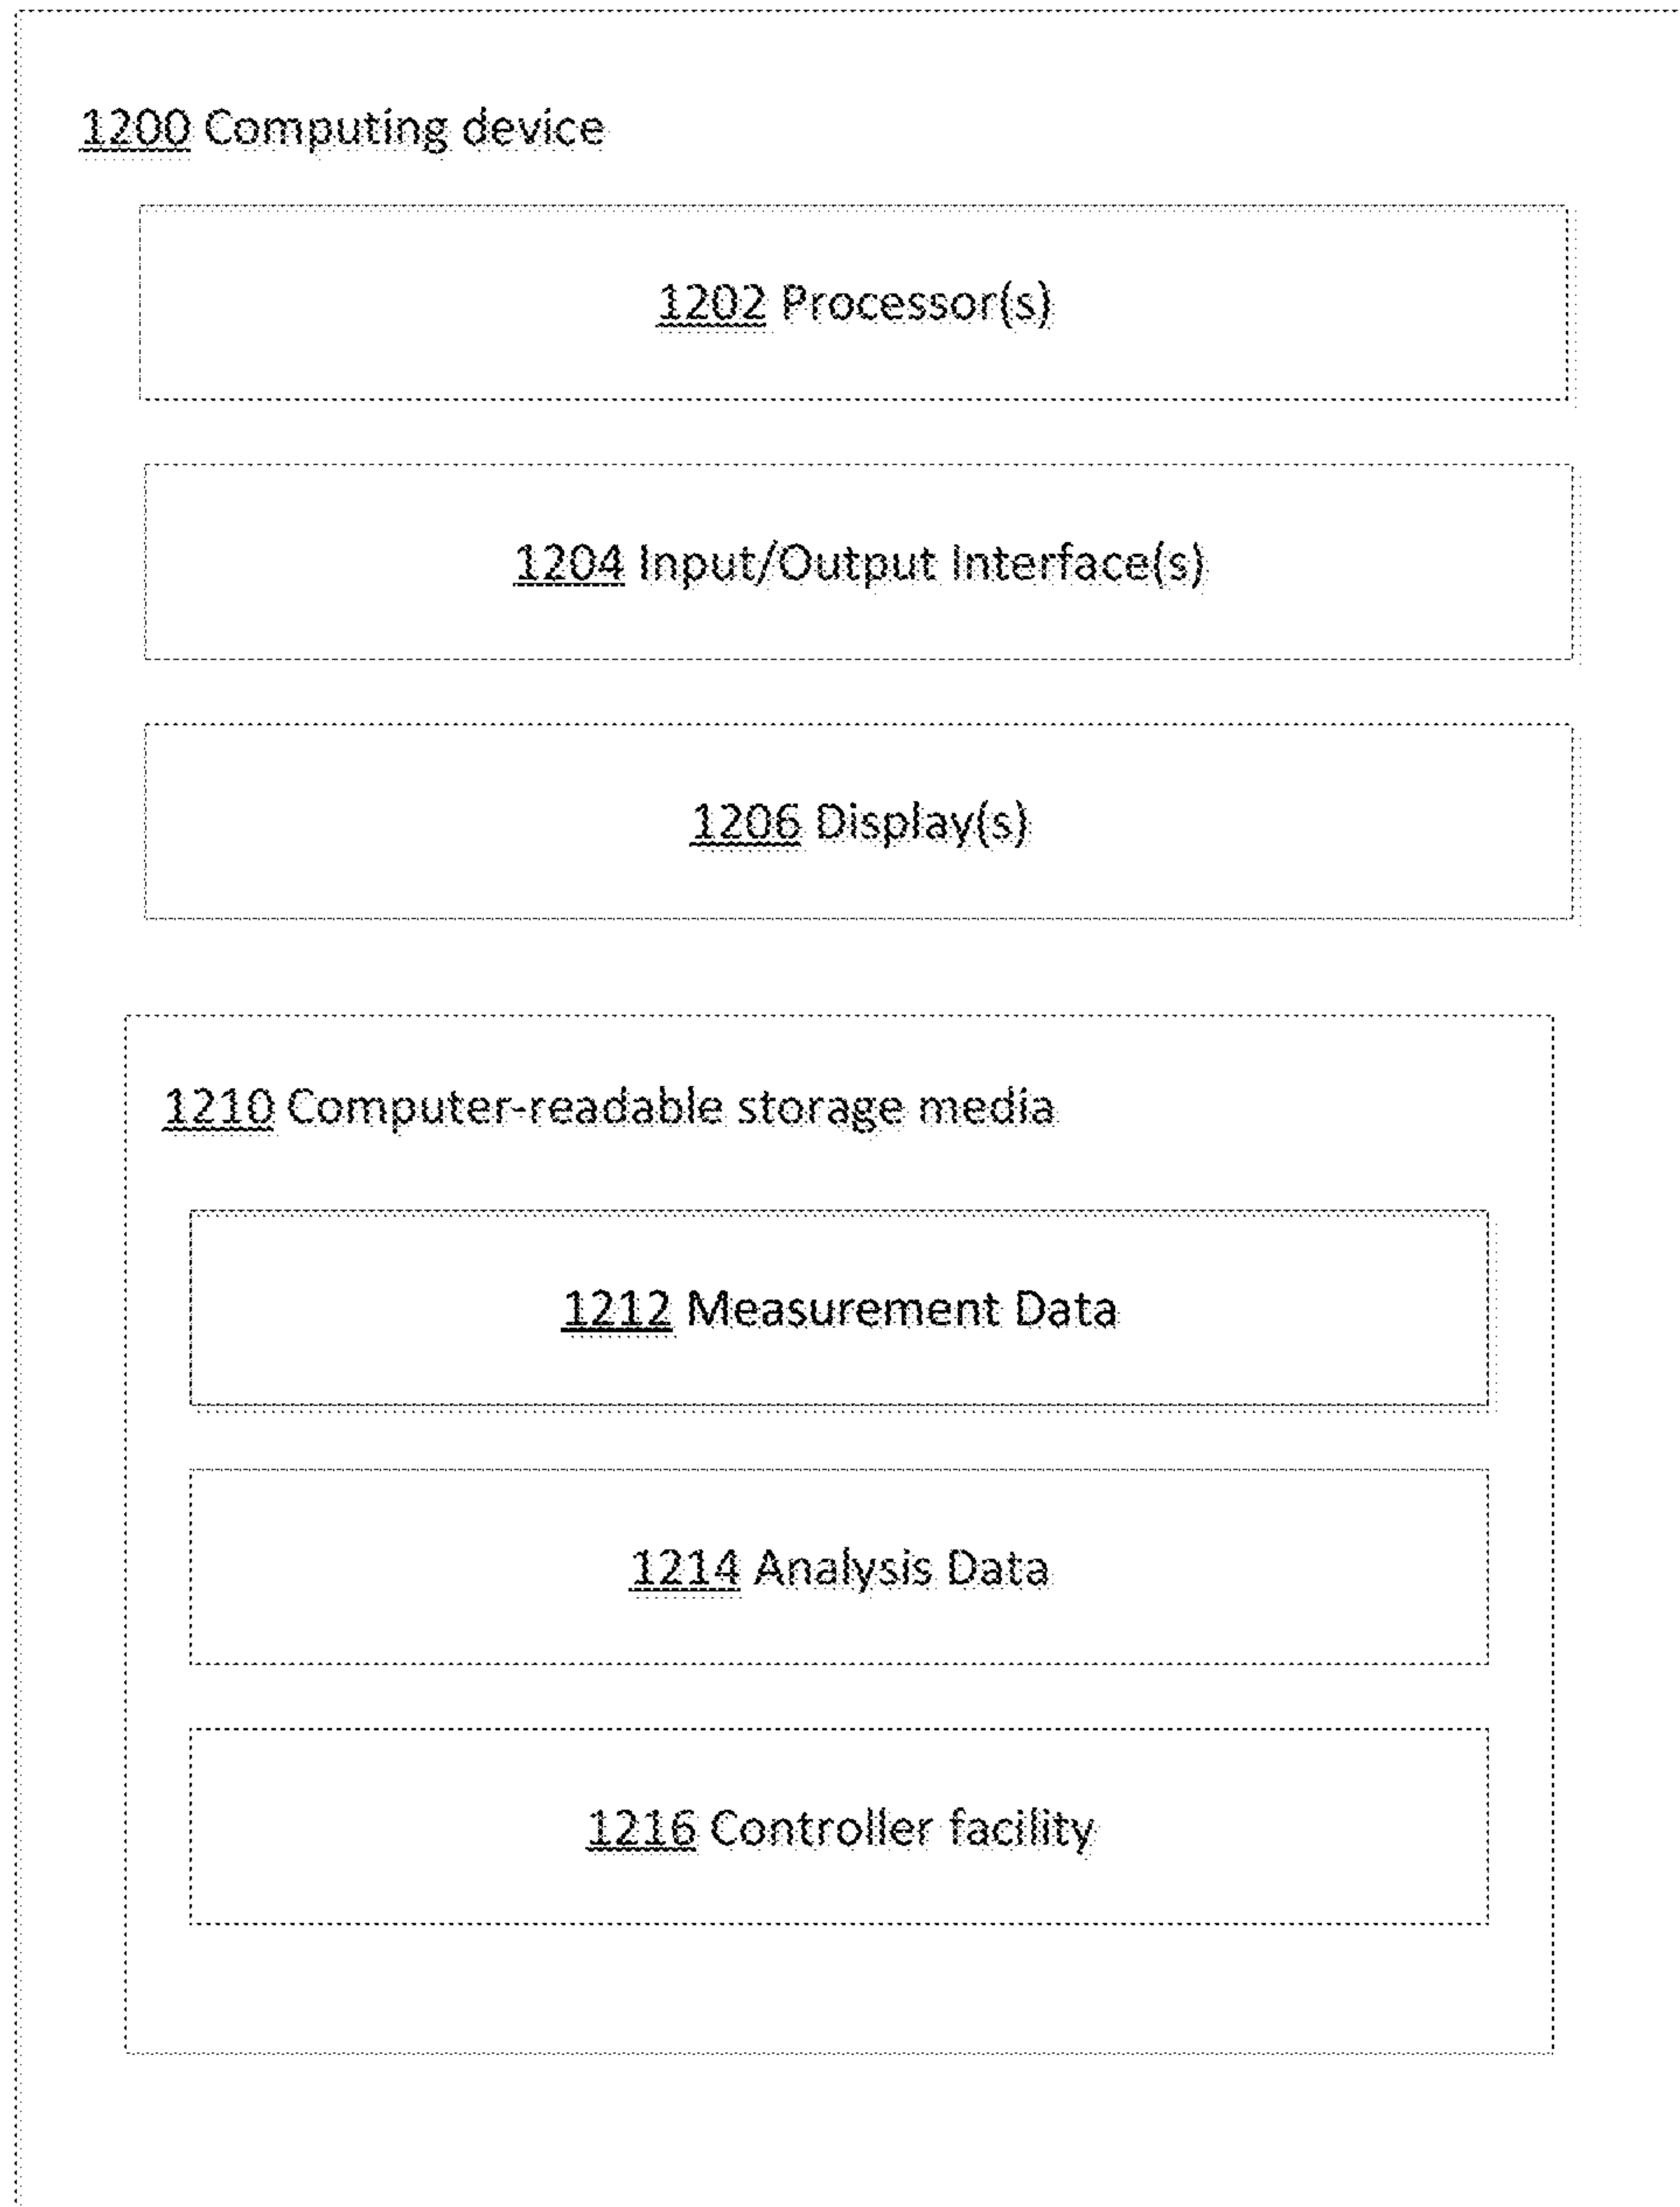 1200 Computing device
1202 Processor(s)
1204 Input/Output Interface(s)
1206 Display(s)
1210 Computer-readable storage media
1212 Measurement Data
1214 Analysis Data
1216 Controller facility